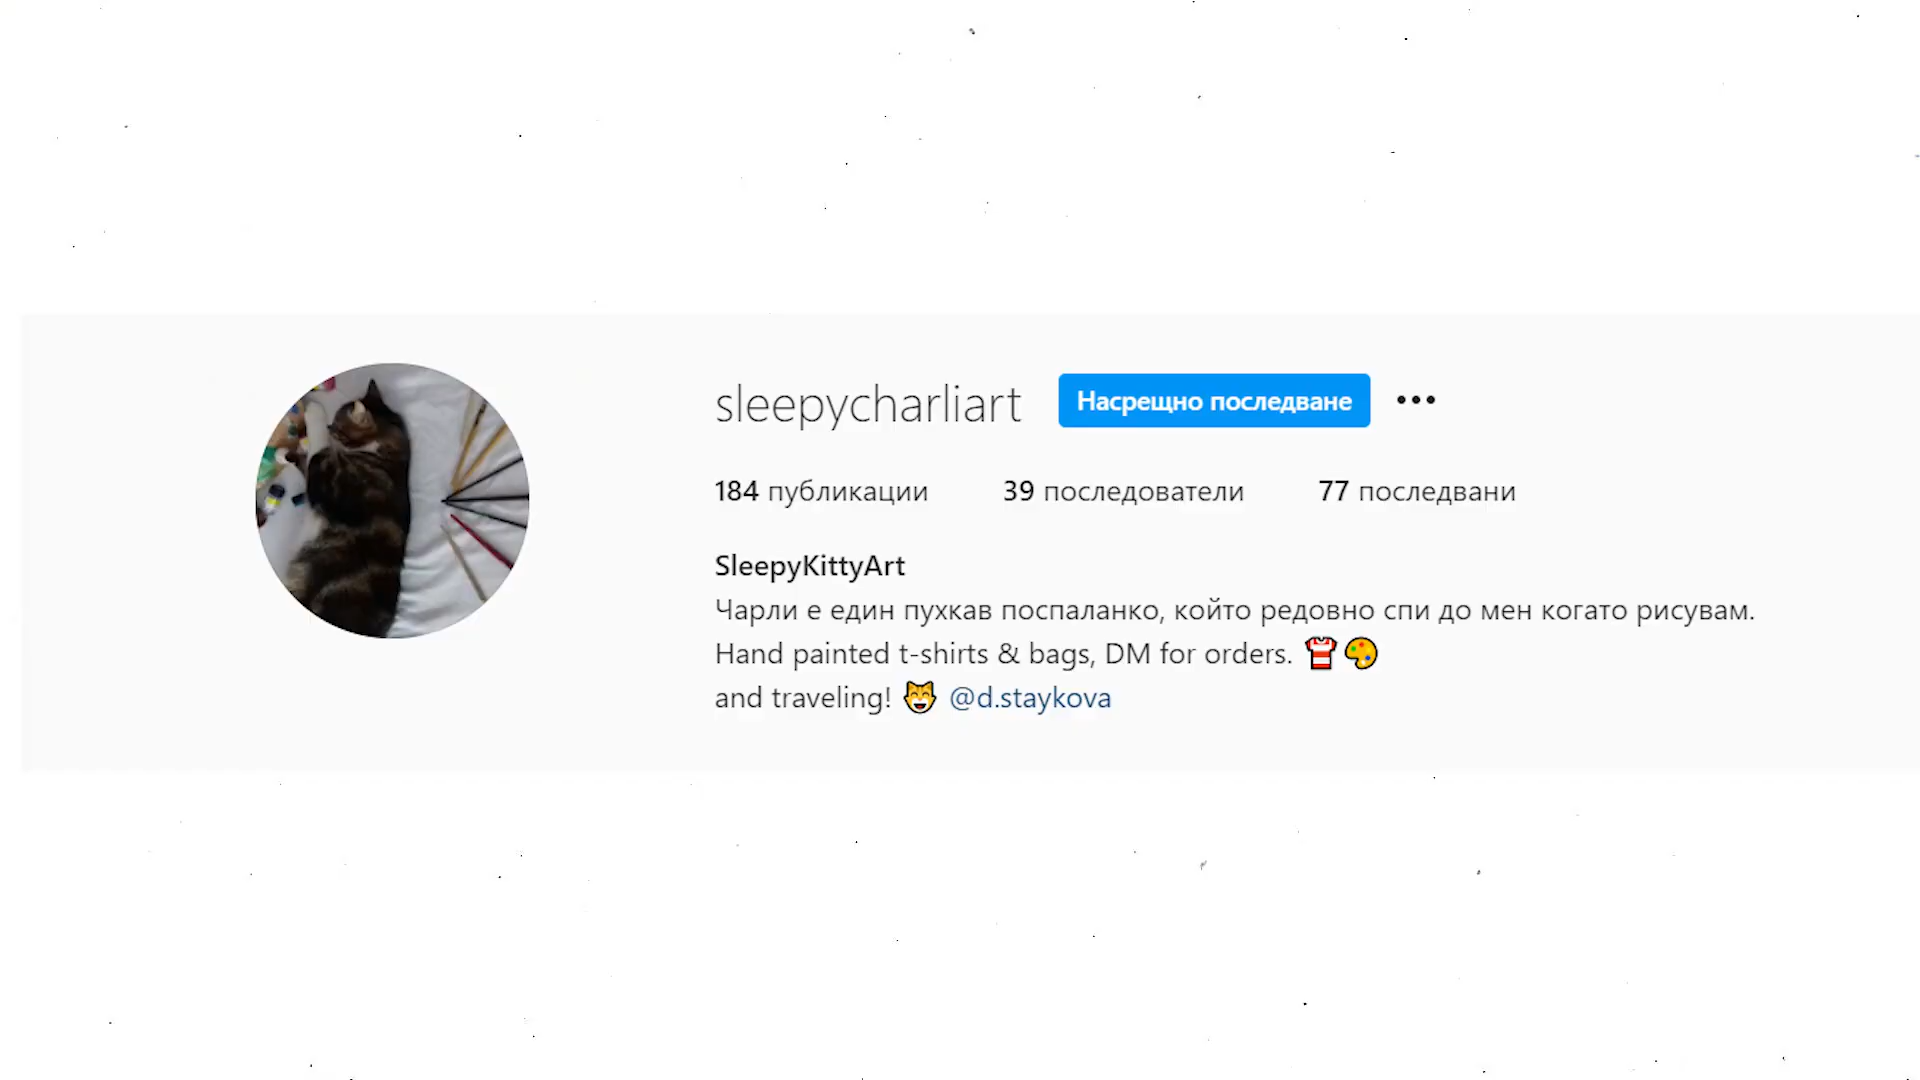 sleepycharliart Насрещно последване
184 публикации 39 последователи 77 последвани
SleepyKittyArt
Чарли е един пухкав поспаланко, който редовно спи до мен когато рисувам.
Hand painted t-shirts & bags, DM for orders. 👕🎨
and traveling! 😸 @d.staykova